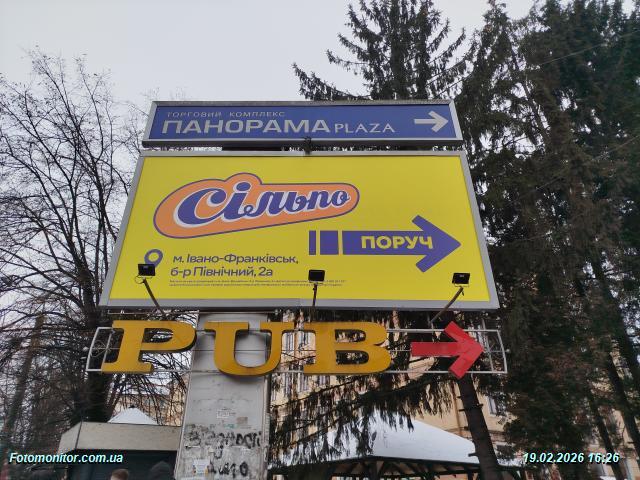 ТОРГОВИЙ КОМПЛЕКС
ПАНОРАМА PLAZA
Сільпо
ПОРУЧ
м. Івано-Франківськ,
б-р Північний, 2а
PUB
Fotomonitor.com.ua
19.02.2026 16:26